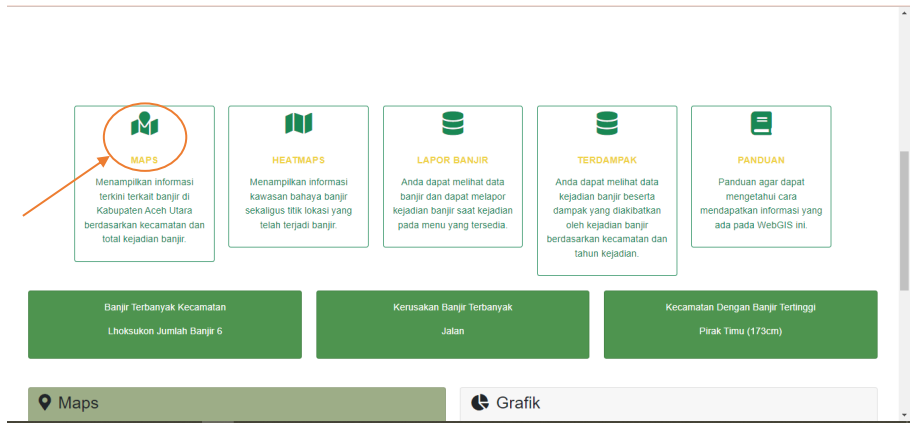 MAPS
Menampilkan informasi
terkini terkait banjir di
Kabupaten Aceh Utara
berdasarkan kecamatan dan
total kejadian banjir.
HEATMAPS
Menampilkan informasi
kawasan bahaya banjir
sekaligus titik lokasi yang
telah terjadi banjir.
LAPOR BANJIR
Anda dapat melihat data
banjir dan dapat melapor
kejadian banjir saat kejadian
pada menu yang tersedia.
TERDAMPAK
Anda dapat melihat data
kejadian banjir beserta
dampak yang diakibatkan
oleh kejadian banjir
berdasarkan kecamatan dan
tahun kejadian.
PANDUAN
Panduan agar dapat
mengetahui cara
mendapatkan informasi yang
ada pada WebGIS ini.
Banjir Terbanyak Kecamatan
Lhoksukon Jumlah Banjir 6
Kerusakan Banjir Terbanyak
Jalan
Kecamatan Dengan Banjir Tertinggi
Pirak Timu (173cm)
Maps
Grafik